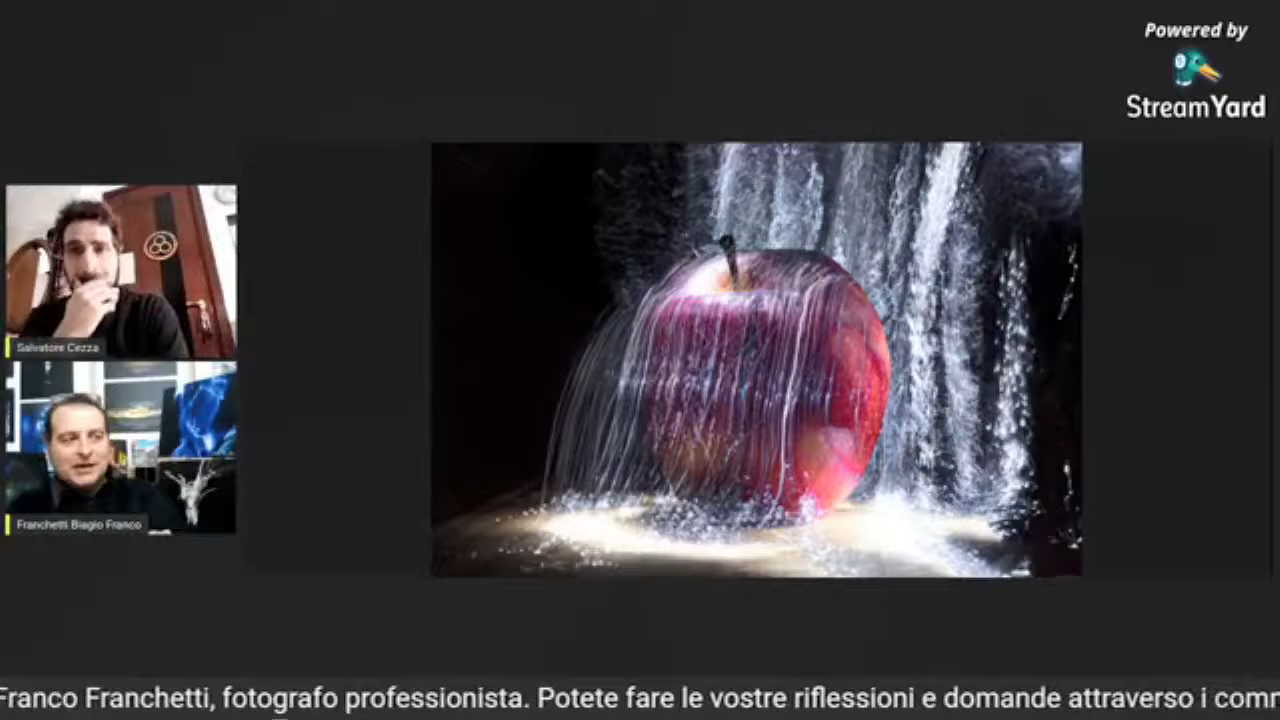 Powered by
StreamYard
Salvatore Cezza
Franchetti Biagio Franco
Franco Franchetti, fotografo professionista. Potete fare le vostre riflessioni e domande attraverso i